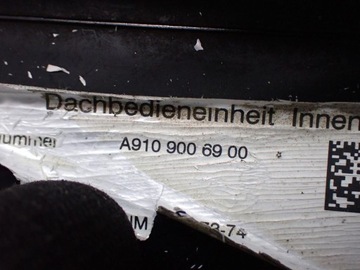 Dachbedieneinheit Innen
ummer A910 900 69 00